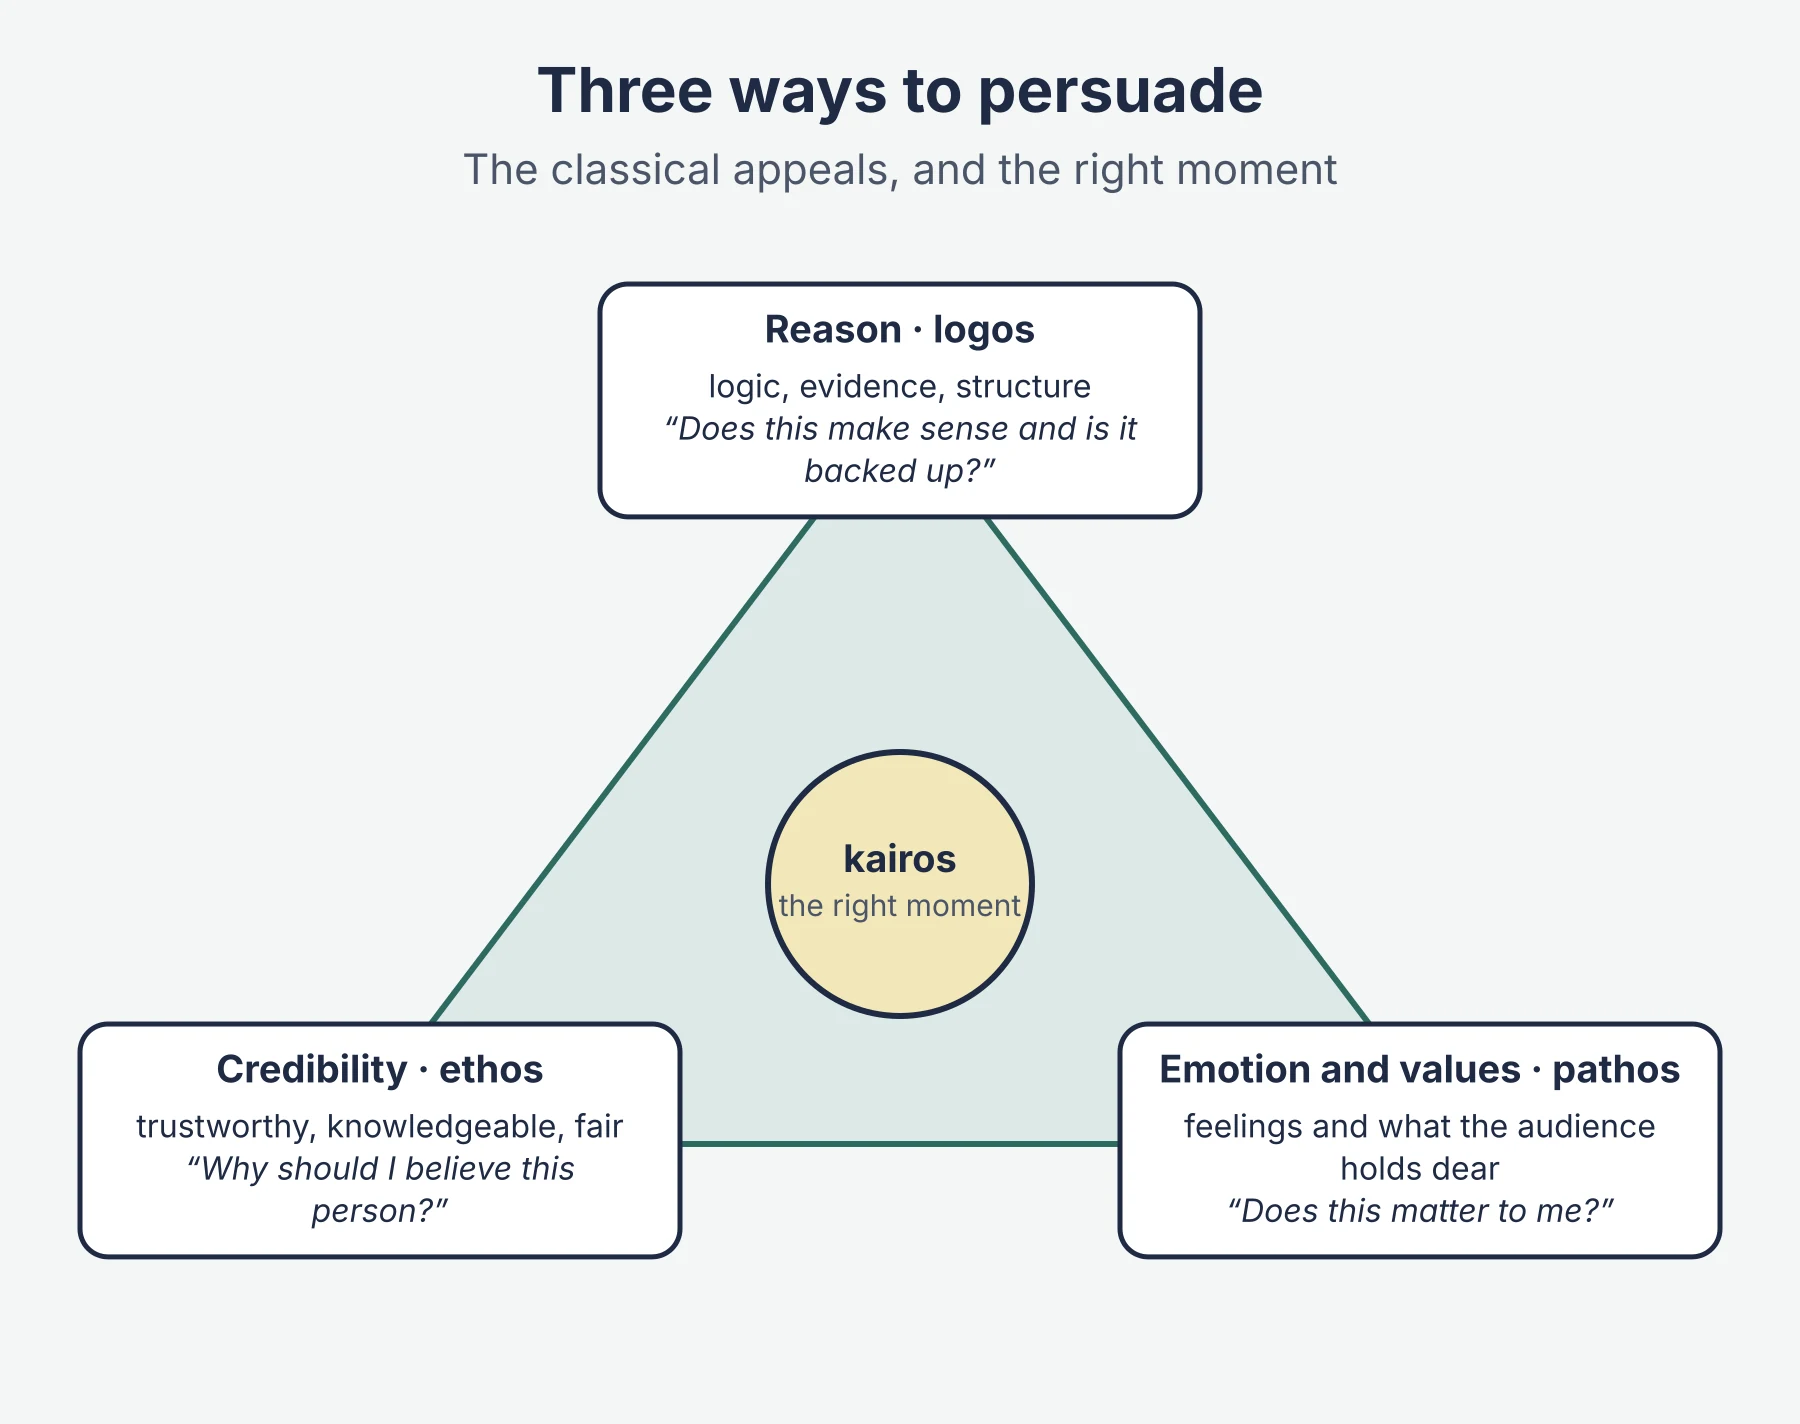 Three ways to persuade
The classical appeals, and the right moment
Reason · logos
logic, evidence, structure
“Does this make sense and is it
backed up?”
kairos
the right moment
Credibility · ethos
trustworthy, knowledgeable, fair
“Why should I believe this
person?”
Emotion and values · pathos
feelings and what the audience
holds dear
“Does this matter to me?”